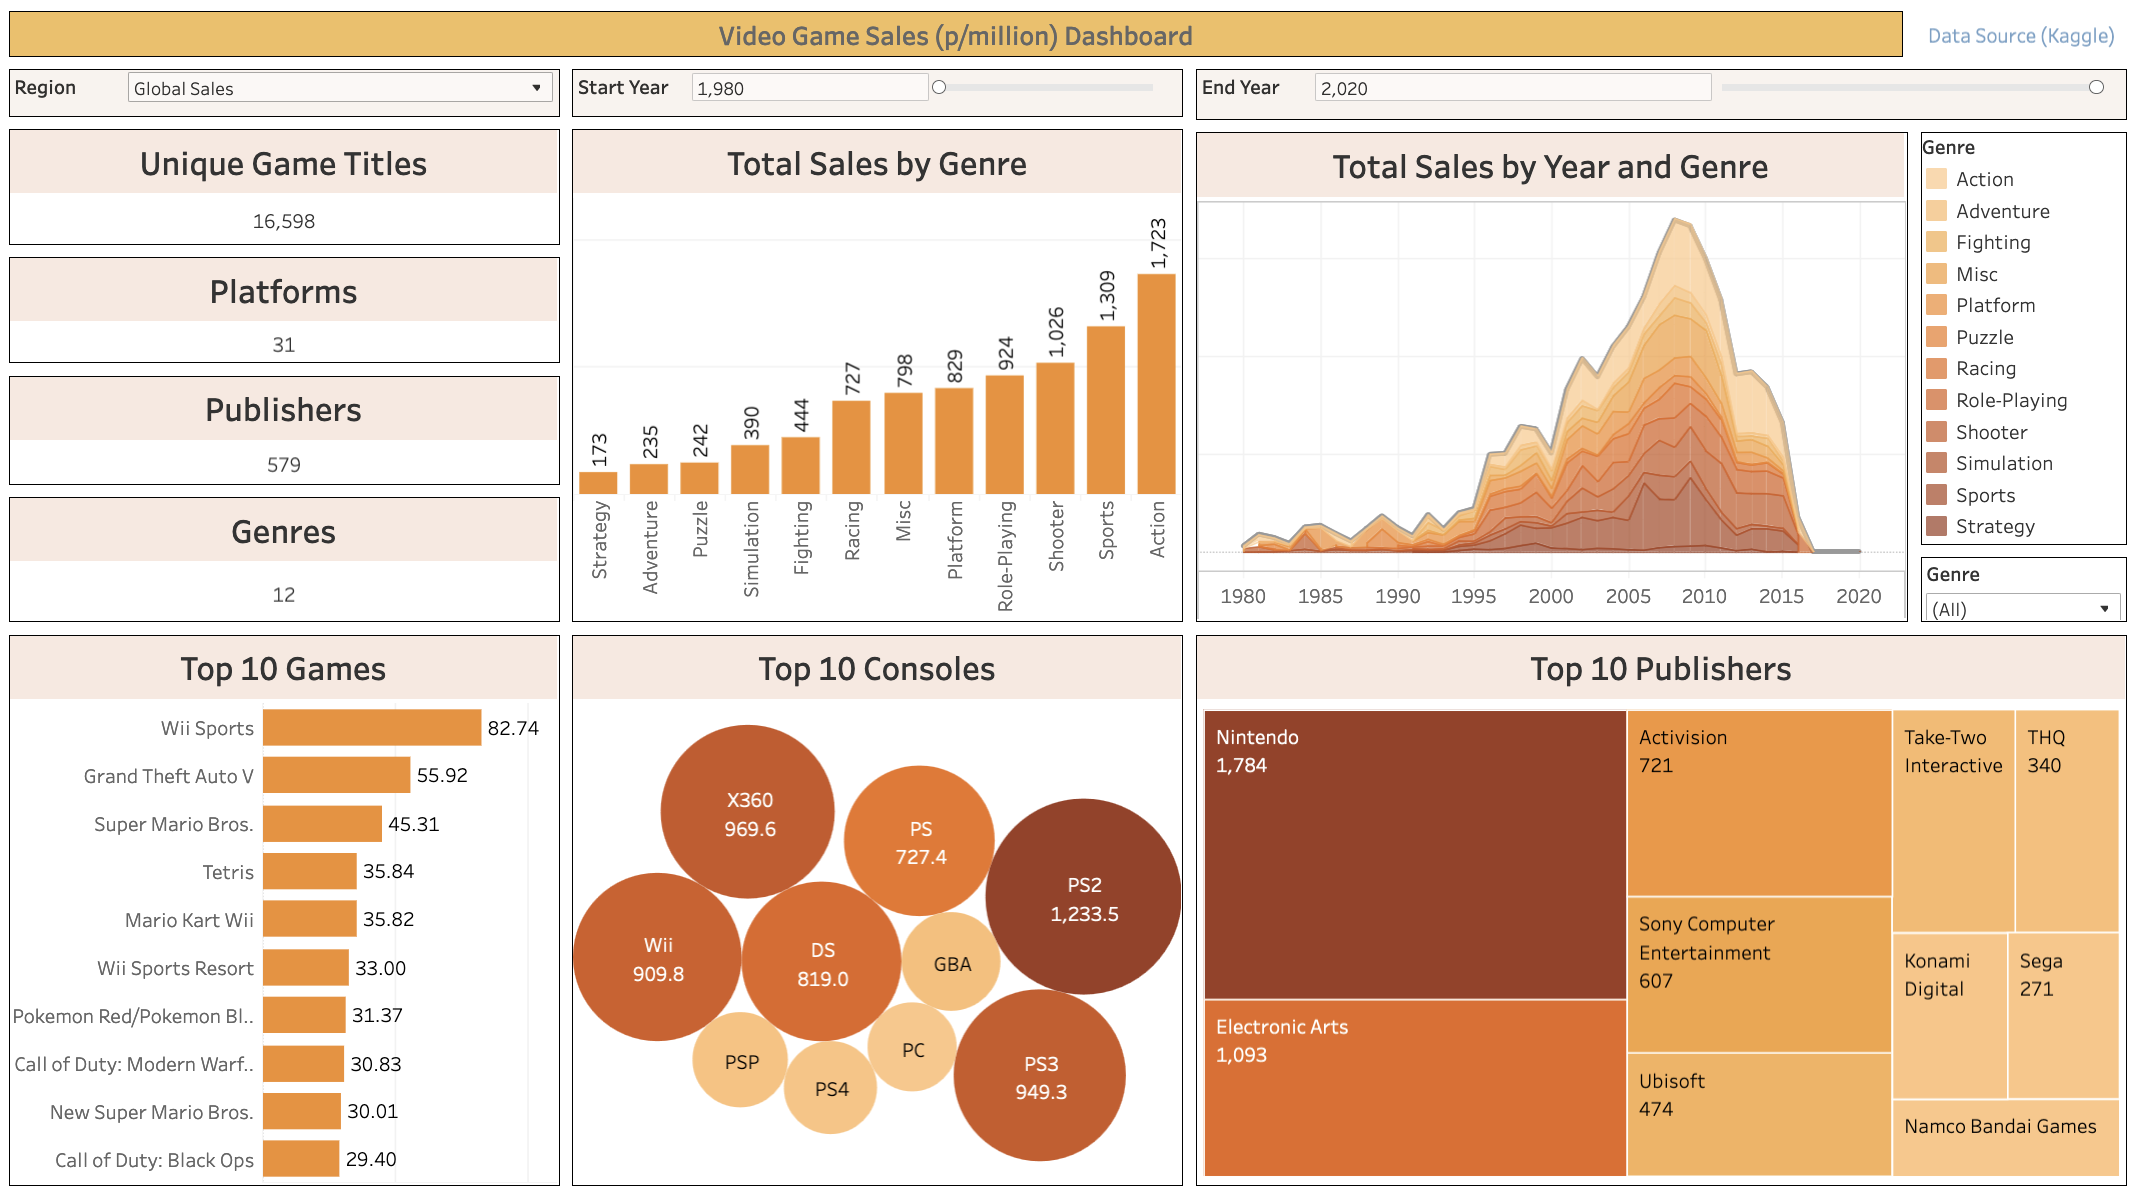 Video Game Sales (p/million) Dashboard
Data Source (Kaggle)
Region
Global Sales
Start Year
1,980
End Year
2,020
Unique Game Titles
16,598
Platforms
31
Publishers
579
Genres
12
Total Sales by Genre
173
235
242
390
444
727
798
829
924
1,026
1,309
1,723
Strategy
Adventure
Puzzle
Simulation
Fighting
Racing
Misc
Platform
Role-Playing
Shooter
Sports
Action
Total Sales by Year and Genre
1980
1985
1990
1995
2000
2005
2010
2015
2020
Genre
Action
Adventure
Fighting
Misc
Platform
Puzzle
Racing
Role-Playing
Shooter
Simulation
Sports
Strategy
Genre
(All)
Top 10 Games
Wii Sports 82.74
Grand Theft Auto V 55.92
Super Mario Bros. 45.31
Tetris 35.84
Mario Kart Wii 35.82
Wii Sports Resort 33.00
Pokemon Red/Pokemon Bl.. 31.37
Call of Duty: Modern Warf.. 30.83
New Super Mario Bros. 30.01
Call of Duty: Black Ops 29.40
Top 10 Consoles
X360
969.6
PS
727.4
PS2
1,233.5
Wii
909.8
DS
819.0
GBA
PSP
PS4
PC
PS3
949.3
Top 10 Publishers
Nintendo
1,784
Electronic Arts
1,093
Activision
721
Sony Computer
Entertainment
607
Ubisoft
474
Take-Two
Interactive
THQ
340
Konami
Digital
Sega
271
Namco Bandai Games